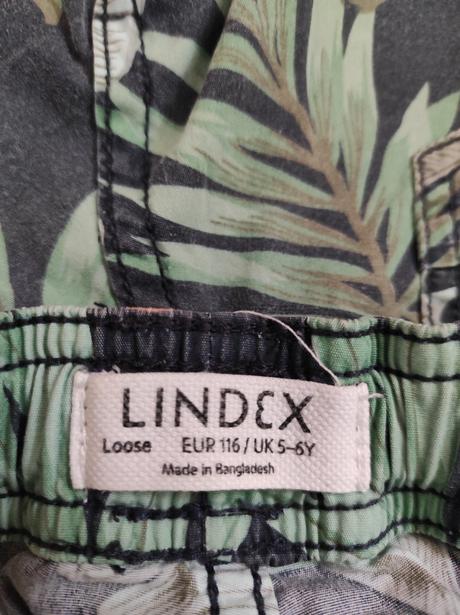 LINDEX
Loose EUR 116 / UK 5-6Y
Made in Bangladesh